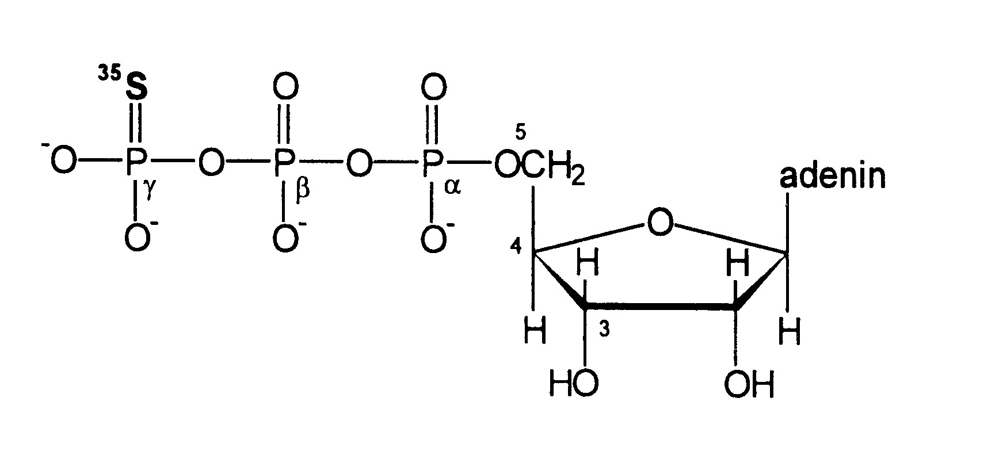 35S O O
-O P O P O P OCH2 5
γ β α
O- O- O-
adenin
O
4 H H
H 3 H
HO OH